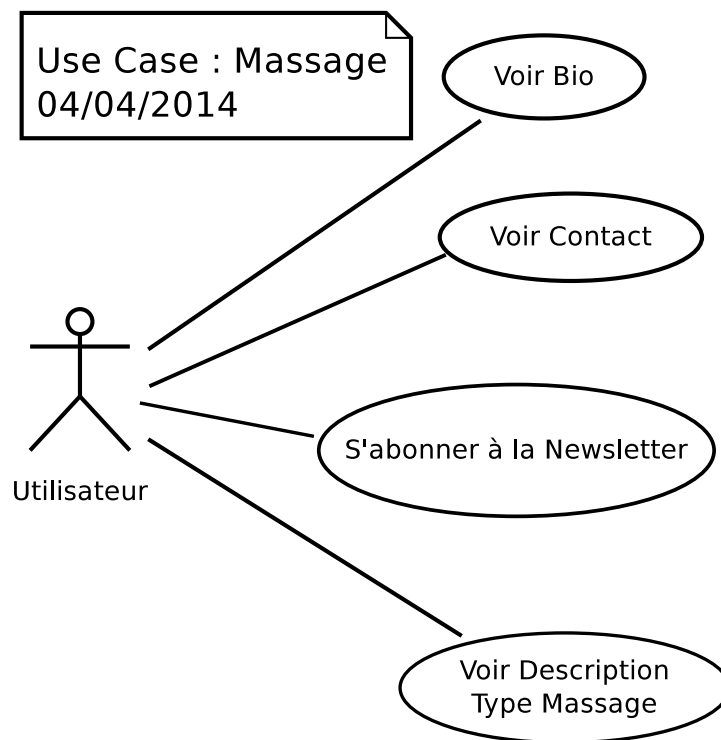 Use Case : Massage
04/04/2014
Voir Bio
Voir Contact
S'abonner à la Newsletter
Utilisateur
Voir Description
Type Massage